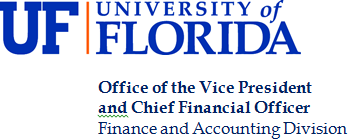 UF UNIVERSITY of
FLORIDA
Office of the Vice President
and Chief Financial Officer
Finance and Accounting Division